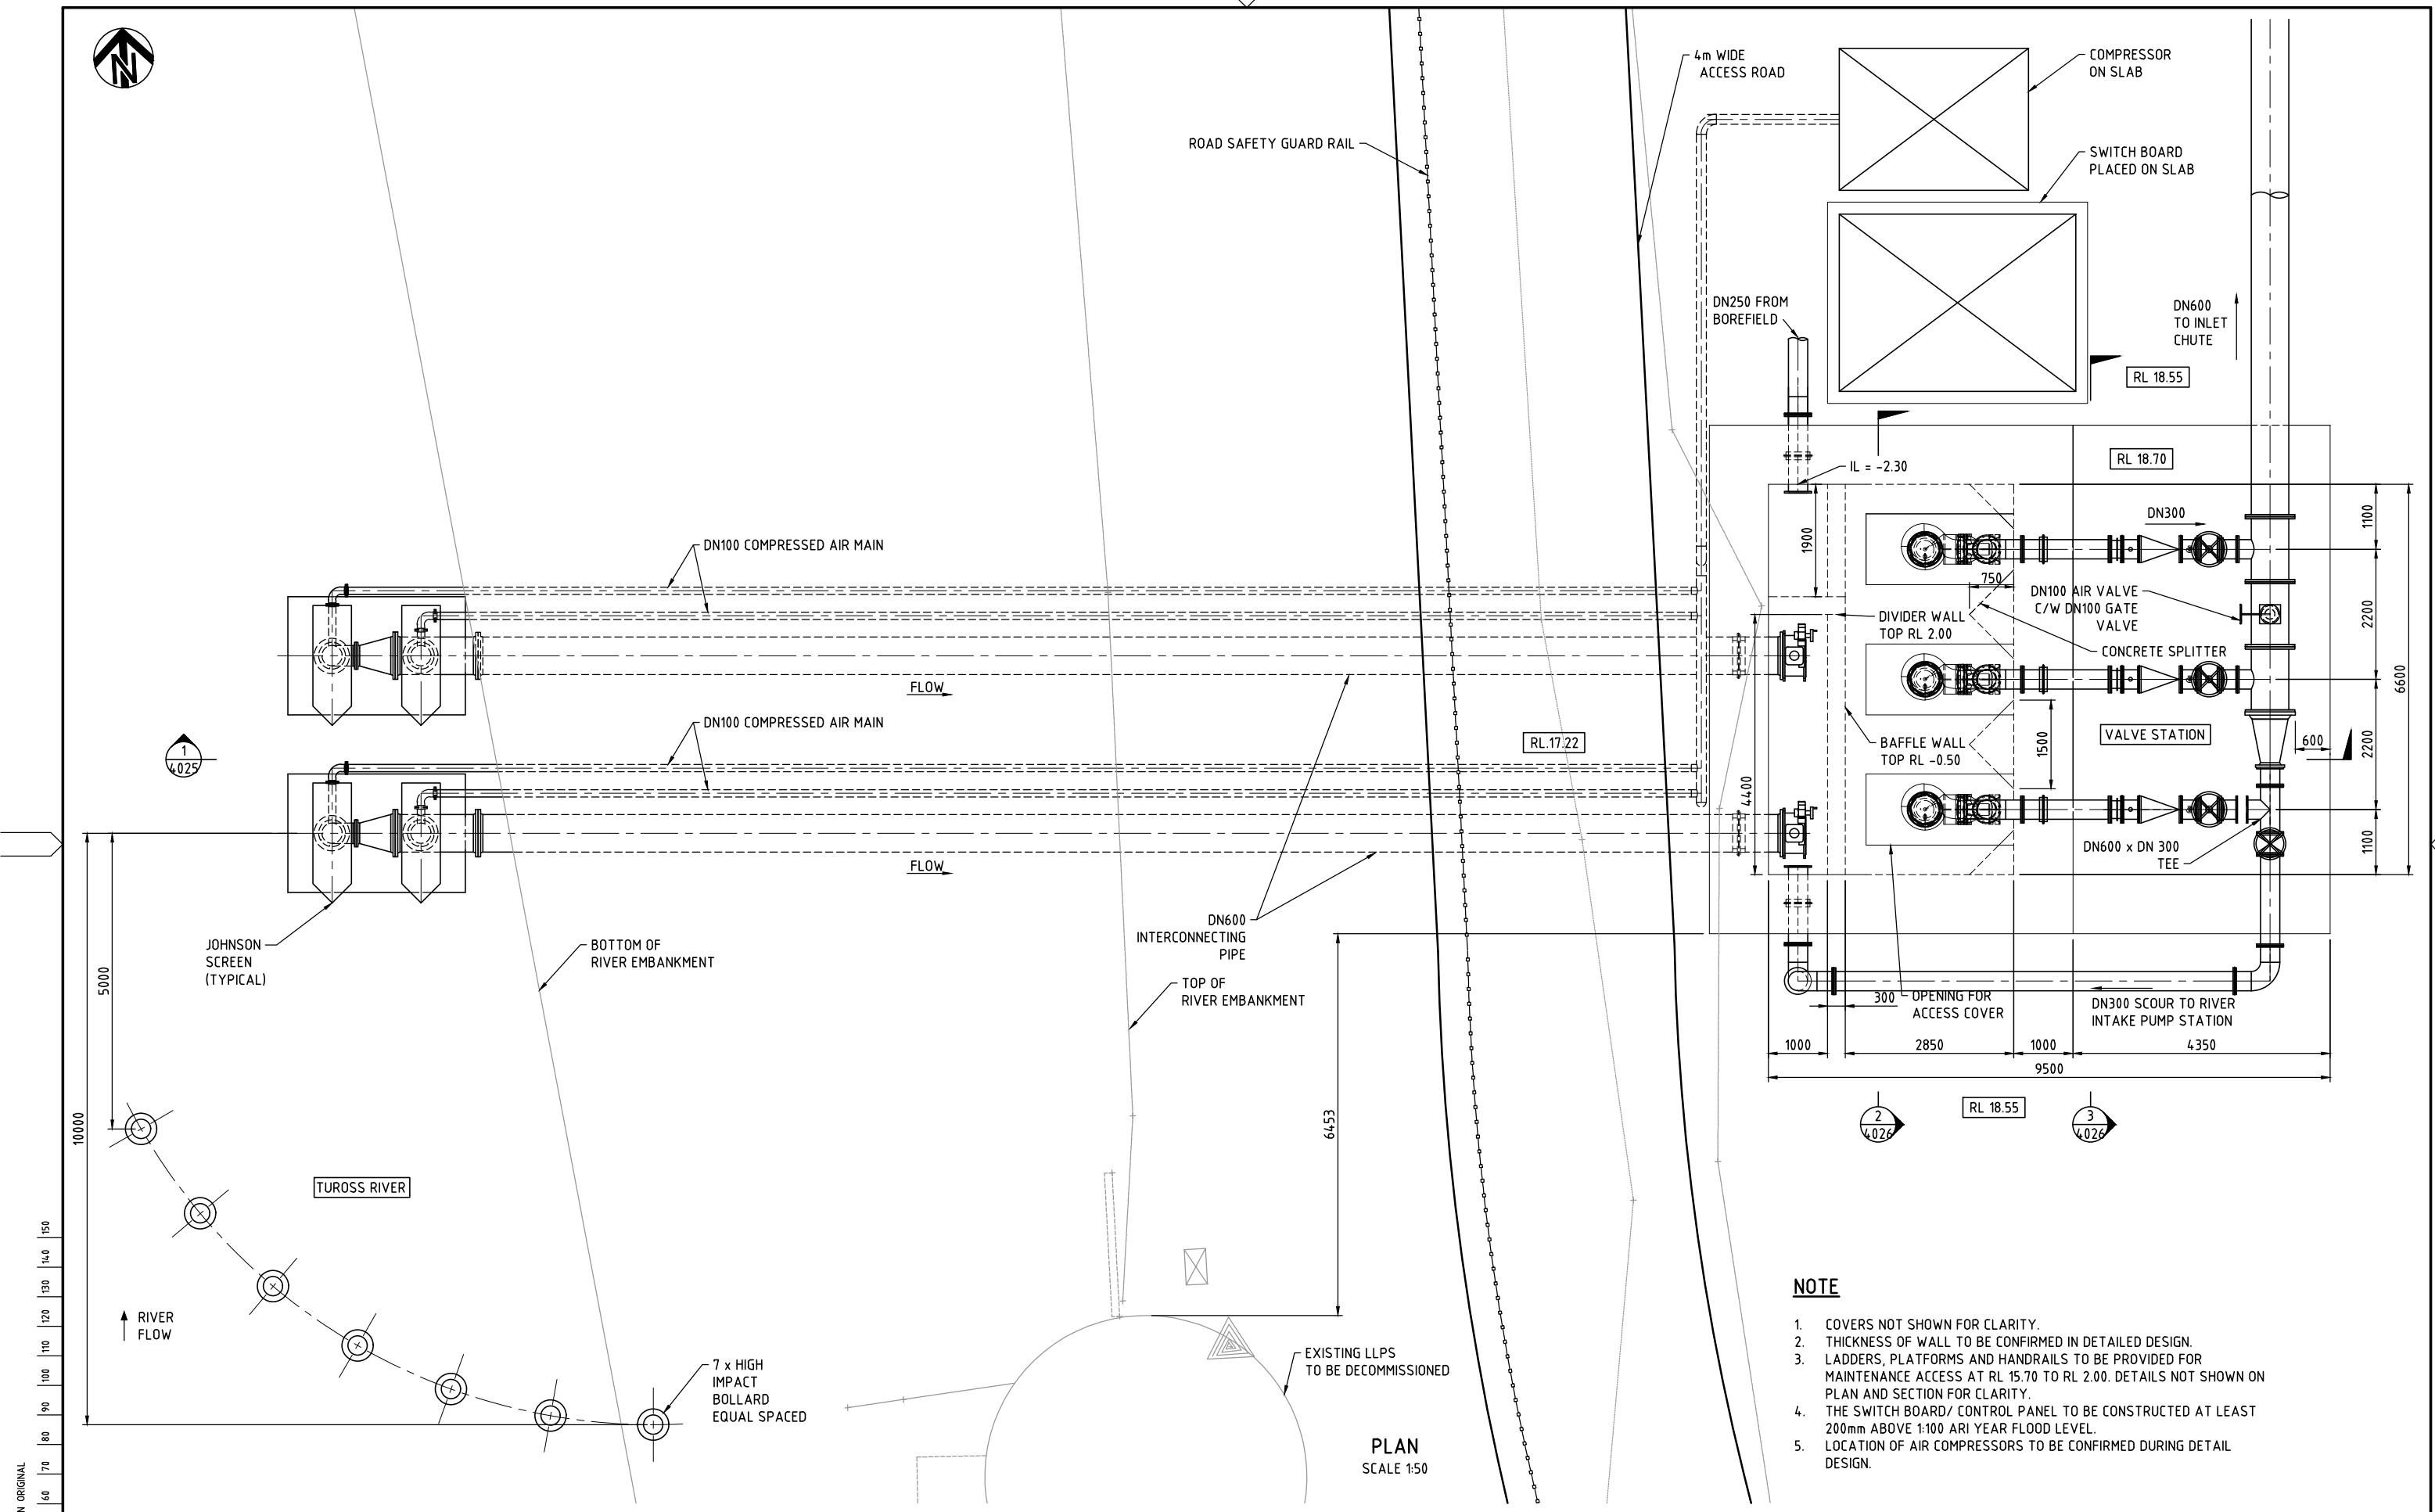 N
4m WIDE
ACCESS ROAD
COMPRESSOR
ON SLAB
ROAD SAFETY GUARD RAIL
SWITCH BOARD
PLACED ON SLAB
DN250 FROM
BOREFIELD
DN600
TO INLET
CHUTE
RL 18.55
IL = -2.30
RL 18.70
DN300
1100
1900
DN100 COMPRESSED AIR MAIN
750
DN100 AIR VALVE
C/W DN100 GATE
VALVE
DIVIDER WALL
TOP RL 2.00
2200
CONCRETE SPLITTER
6600
FLOW
DN100 COMPRESSED AIR MAIN
RL.17.22
BAFFLE WALL
TOP RL -0.50
1500
VALVE STATION
600
2200
1
4025
4400
DN600 x DN 300
TEE
1100
FLOW
DN600
INTERCONNECTING
PIPE
JOHNSON
SCREEN
(TYPICAL)
BOTTOM OF
RIVER EMBANKMENT
5000
TOP OF
RIVER EMBANKMENT
300
OPENING FOR
ACCESS COVER
DN300 SCOUR TO RIVER
INTAKE PUMP STATION
1000
2850
1000
4350
9500
10000
6453
2
4026
RL 18.55
3
4026
TUROSS RIVER
RIVER
FLOW
7 x HIGH
IMPACT
BOLLARD
EQUAL SPACED
EXISTING LLPS
TO BE DECOMMISSIONED
PLAN
SCALE 1:50
NOTE
1. COVERS NOT SHOWN FOR CLARITY.
2. THICKNESS OF WALL TO BE CONFIRMED IN DETAILED DESIGN.
3. LADDERS, PLATFORMS AND HANDRAILS TO BE PROVIDED FOR
MAINTENANCE ACCESS AT RL 15.70 TO RL 2.00. DETAILS NOT SHOWN ON
PLAN AND SECTION FOR CLARITY.
4. THE SWITCH BOARD/ CONTROL PANEL TO BE CONSTRUCTED AT LEAST
200mm ABOVE 1:100 ARI YEAR FLOOD LEVEL.
5. LOCATION OF AIR COMPRESSORS TO BE CONFIRMED DURING DETAIL
DESIGN.
150
140
130
120
110
100
90
80
70
60
ORIGINAL